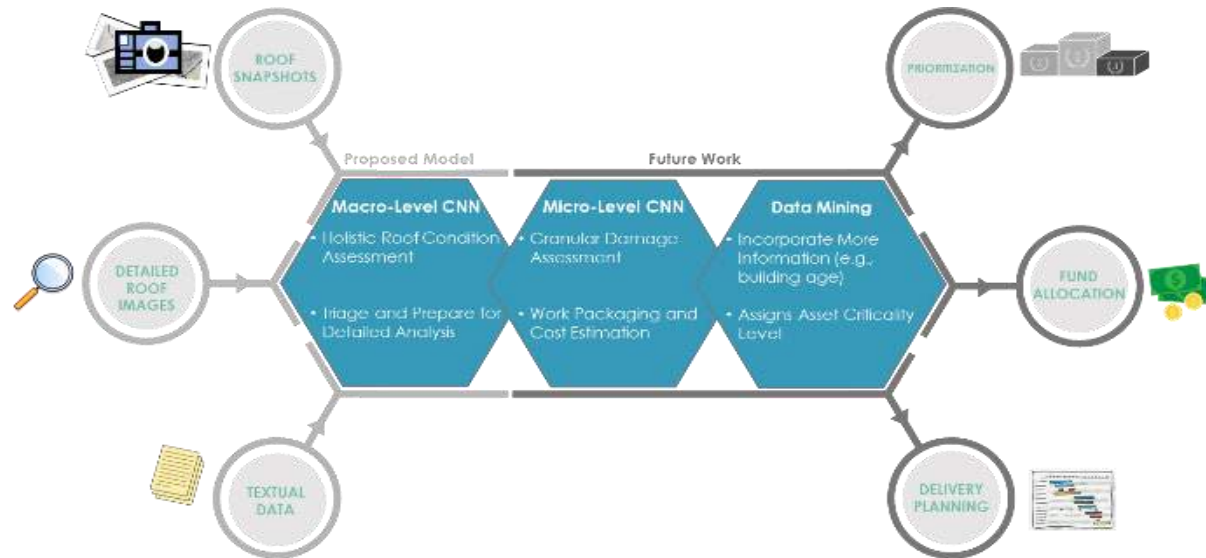 ROOF
SNAPSHOTS
PRIORITIZATION
Proposed Model
Future Work
Macro-Level CNN
• Holistic Roof Condition
Assessment
• Triage and Prepare for
Detailed Analysis
Micro-Level CNN
• Granular Damage
Assessment
• Work Packaging and
Cost Estimation
Data Mining
• Incorporate More
Information (e.g.,
building age)
• Assigns Asset Criticality
Level
DETAILED
ROOF
IMAGES
FUND
ALLOCATION
TEXTUAL
DATA
DELIVERY
PLANNING